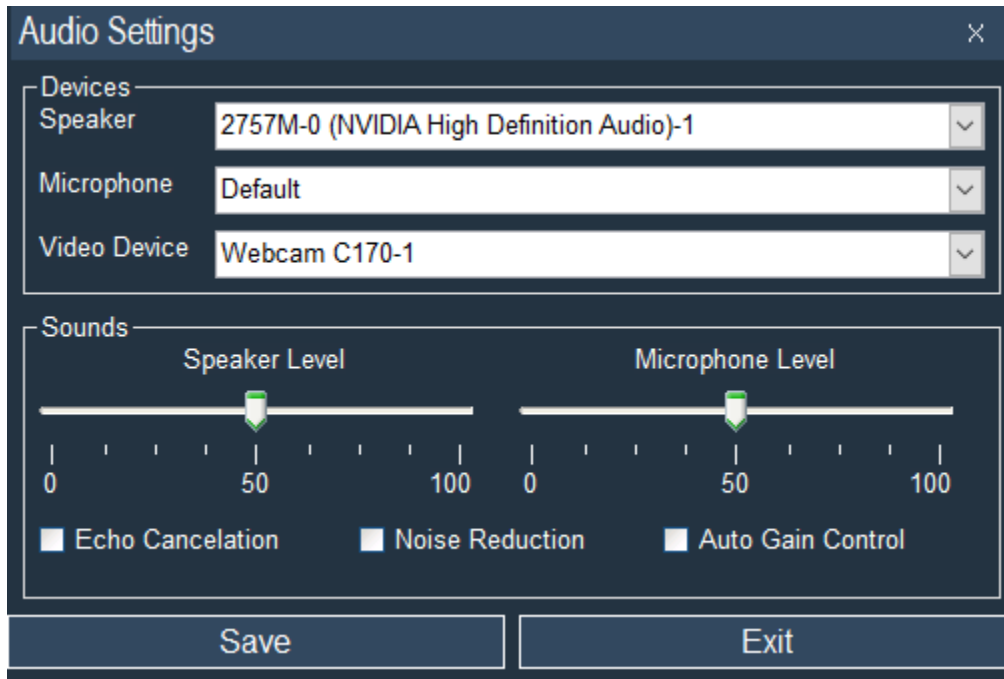 Audio Settings
Devices
Speaker
2757M-0 (NVIDIA High Definition Audio)-1
Microphone
Default
Video Device
Webcam C170-1
Sounds
Speaker Level
Microphone Level
0 50 100
0 50 100
Echo Cancelation
Noise Reduction
Auto Gain Control
Save
Exit